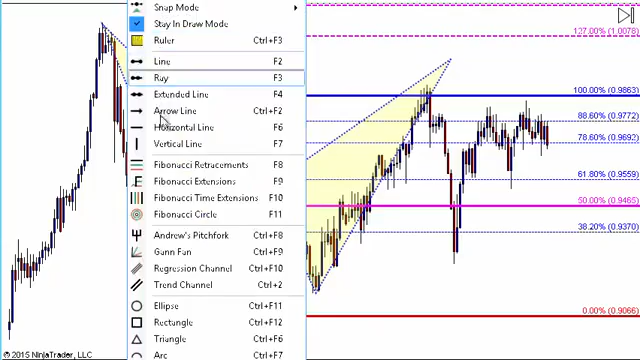 Snap Mode
Stay In Draw Mode
Ruler Ctrl+F3
Line F2
Ray F3
Extended Line F4
Arrow Line Ctrl+F2
Horizontal Line F6
Vertical Line F7
Fibonacci Retracements F8
Fibonacci Extensions F9
Fibonacci Time Extensions F10
Fibonacci Circle F11
Andrew's Pitchfork Ctrl+F8
Gann Fan Ctrl+F9
Regression Channel Ctrl+F10
Trend Channel Ctrl+2
Ellipse Ctrl+F11
Rectangle Ctrl+F12
Triangle Ctrl+F6
Arc Ctrl+F7
127.00% (1.0078)
100.00% (0.9863)
88.60% (0.9772)
78.60% (0.9692)
61.80% (0.9559)
50.00% (0.9465)
38.20% (0.9370)
0.00% (0.9066)
© 2015 NinjaTrader, LLC